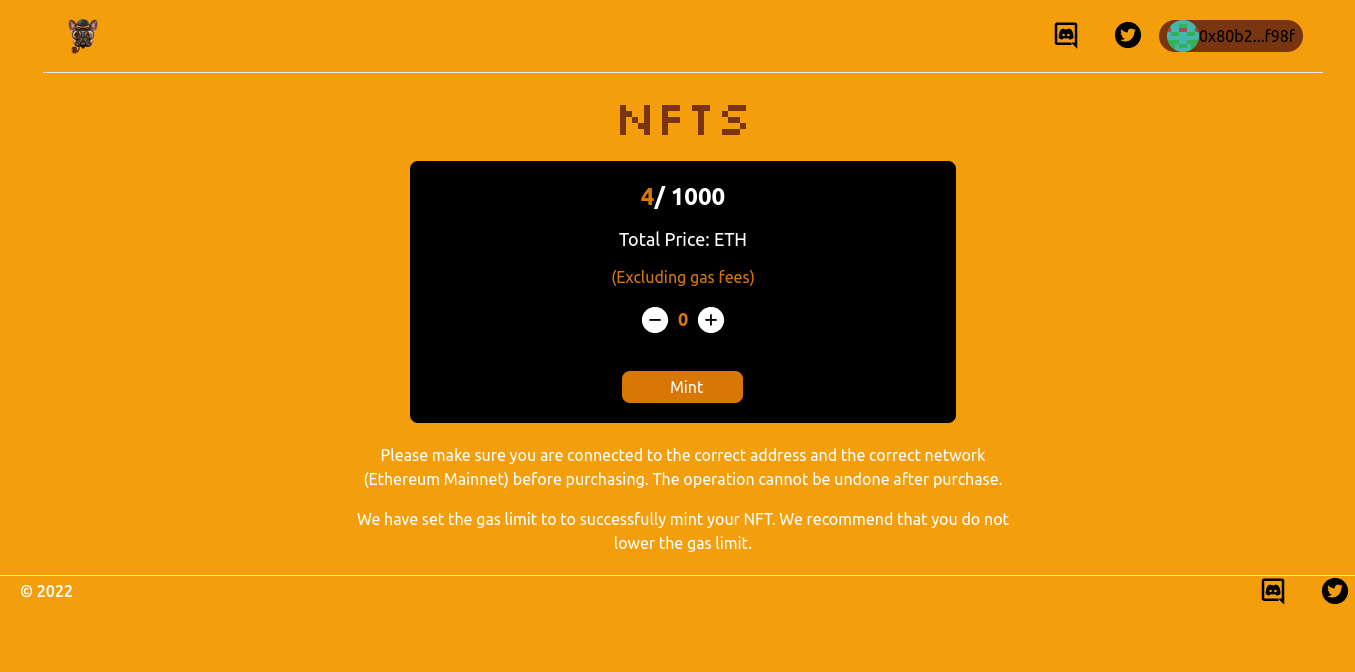 0x80b2...f98f
NFTS
4/ 1000
Total Price: ETH
(Excluding gas fees)
0
Mint
Please make sure you are connected to the correct address and the correct network
(Ethereum Mainnet) before purchasing. The operation cannot be undone after purchase.
We have set the gas limit to to successfully mint your NFT. We recommend that you do not
lower the gas limit.
© 2022